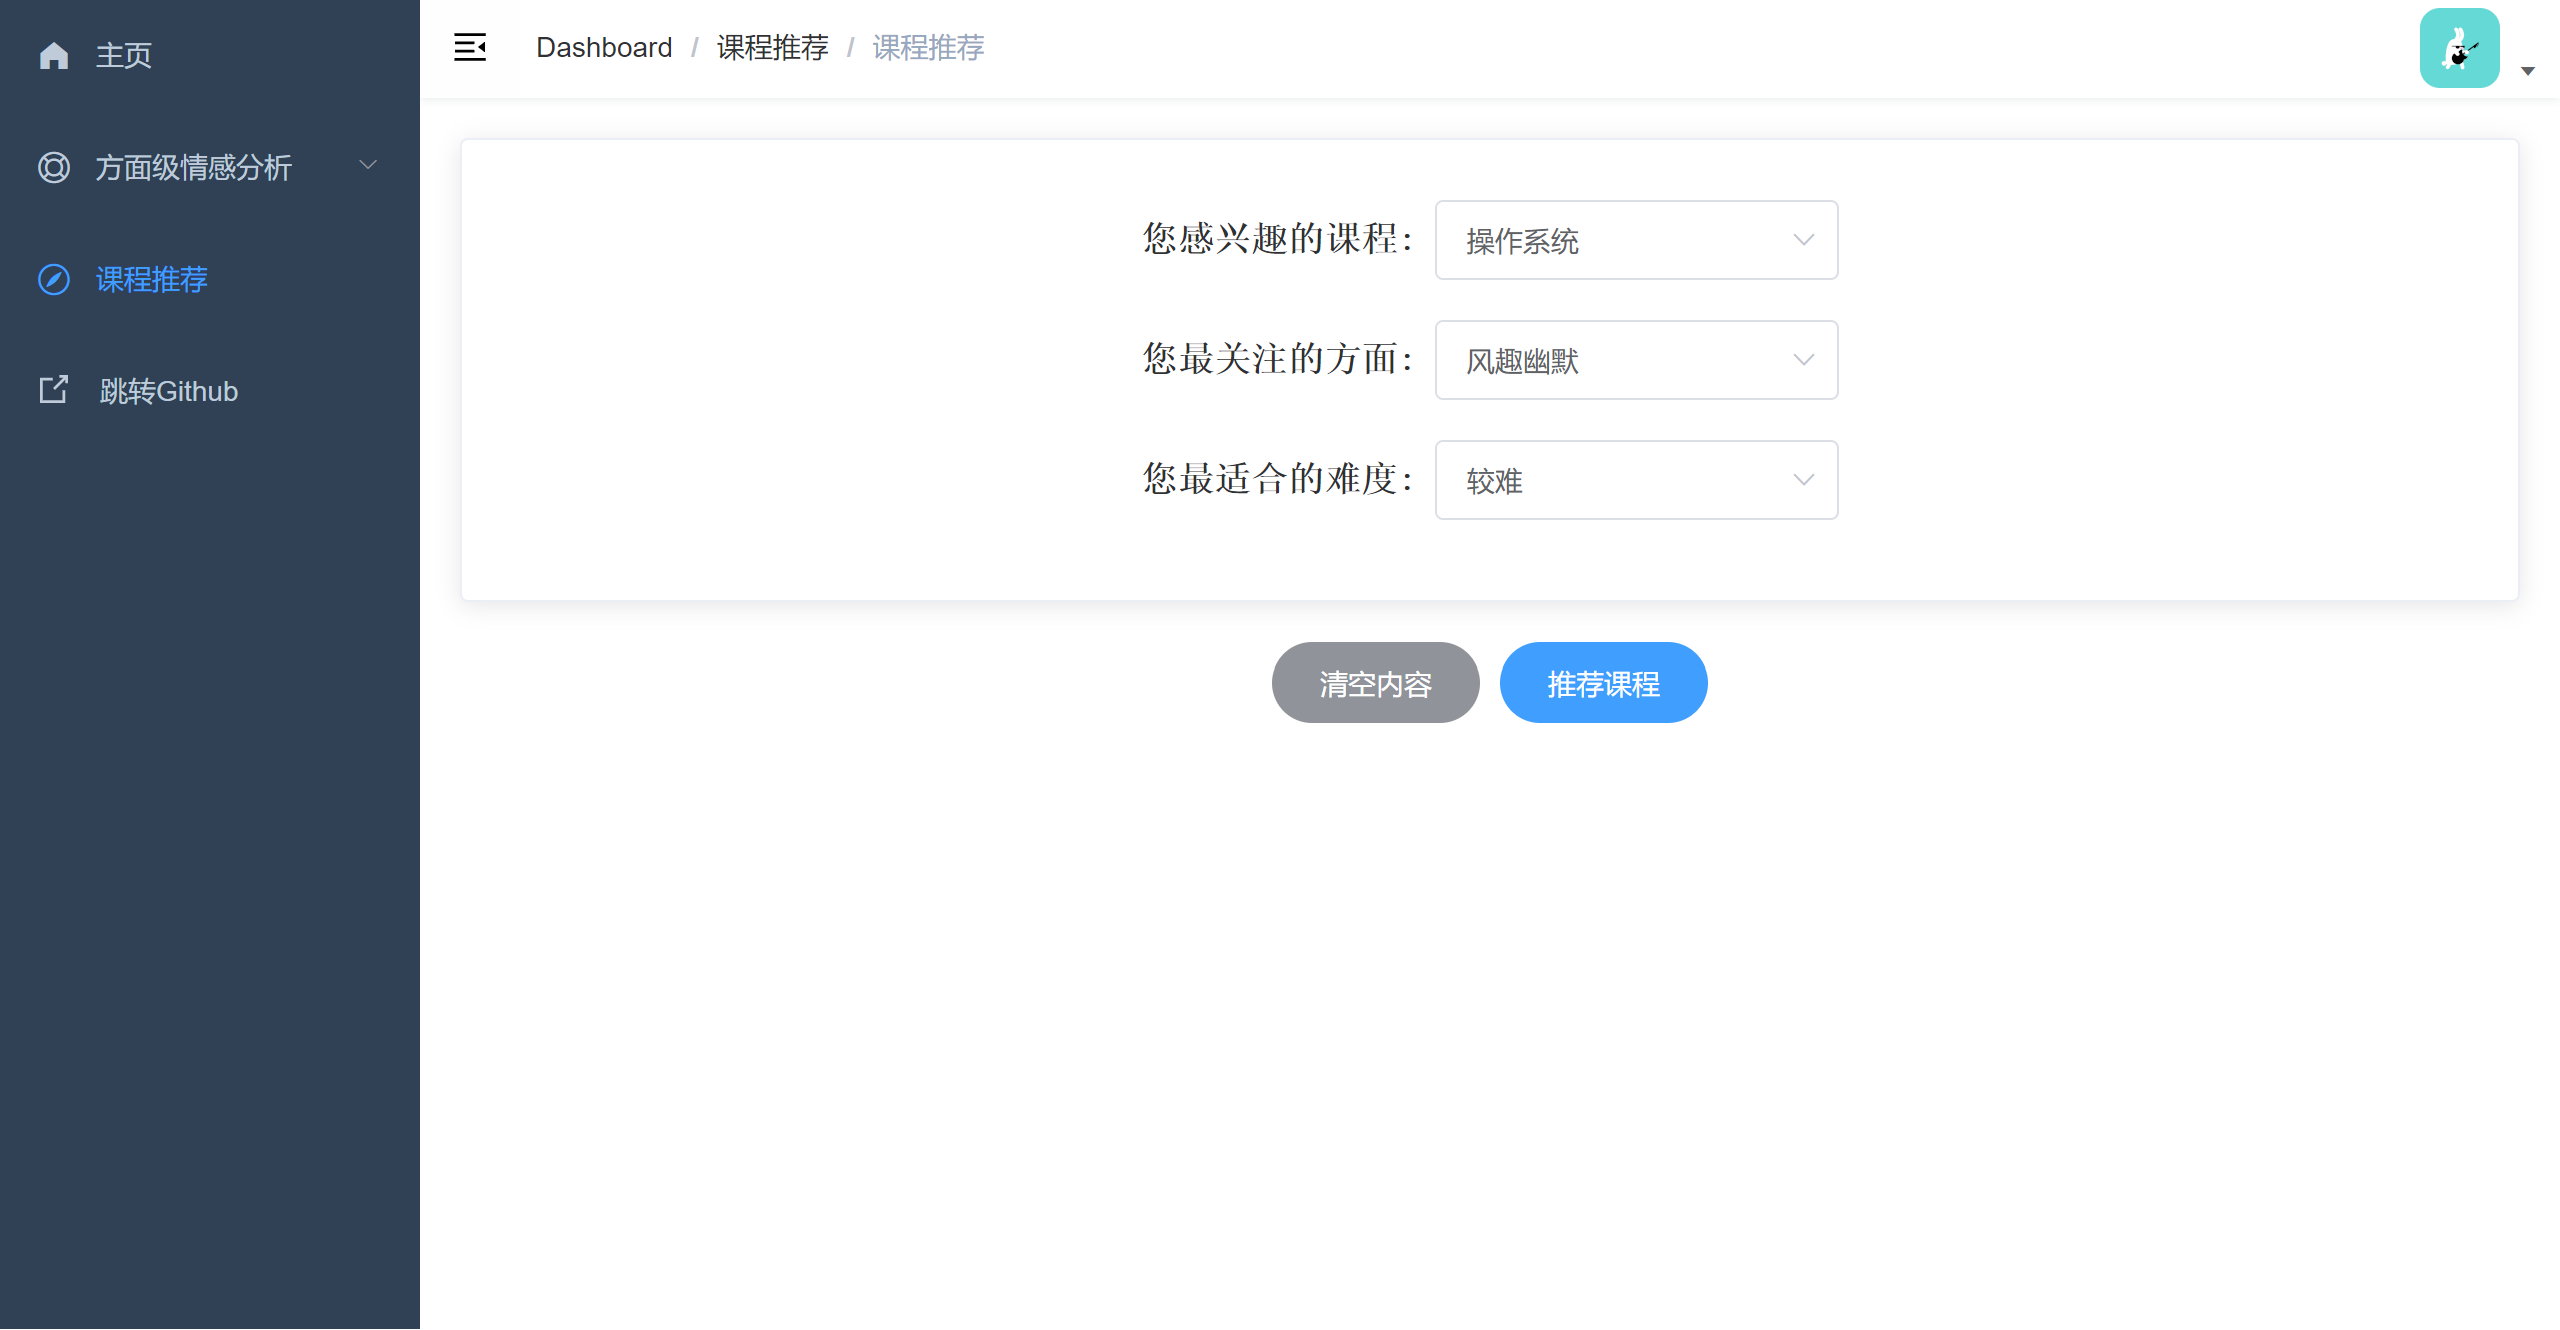 主页
方面级情感分析
课程推荐
跳转Github
Dashboard / 课程推荐 / 课程推荐
您感兴趣的课程： 操作系统
您最关注的方面： 风趣幽默
您最适合的难度： 较难
清空内容 推荐课程